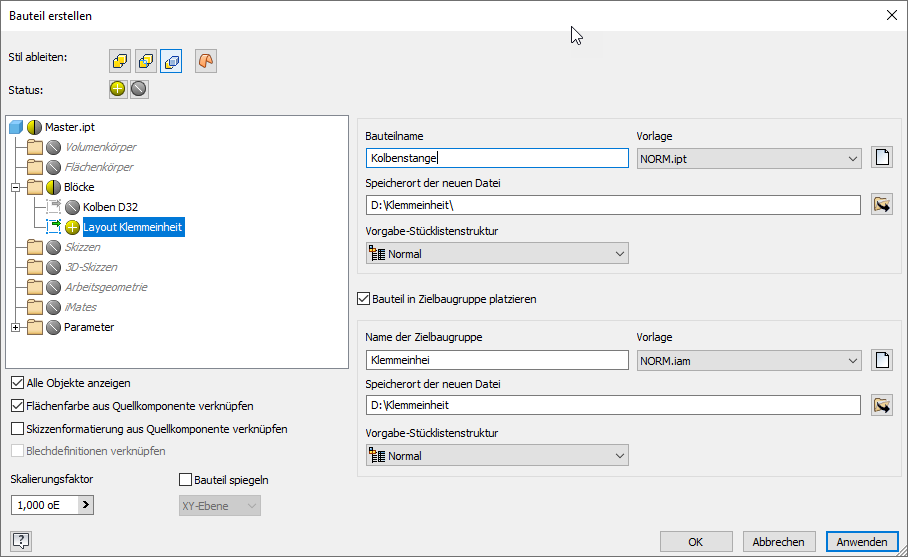 Bauteil erstellen
Stil ableiten:
Status:
Master.ipt
Volumenkörper
Flächenkörper
Blöcke
Kolben D32
Layout Klemmeinheit
Skizzen
3D-Skizzen
Arbeitsgeometrie
iMates
Parameter
Alle Objekte anzeigen
Flächenfarbe aus Quellkomponente verknüpfen
Skizzenformatierung aus Quellkomponente verknüpfen
Blechdefinitionen verknüpfen
Skalierungsfaktor
1,000 oE
Bauteil spiegeln
XY-Ebene
Bauteilname
Vorlage
Kolbenstange
NORM.ipt
Speicherort der neuen Datei
D:\Klemmeinheit\
Vorgabe-Stücklistenstruktur
Normal
Bauteil in Zielbaugruppe platzieren
Name der Zielbaugruppe
Vorlage
Klemmeinhei
NORM.iam
Speicherort der neuen Datei
D:\Klemmeinheit
Vorgabe-Stücklistenstruktur
Normal
?
OK
Abbrechen
Anwenden